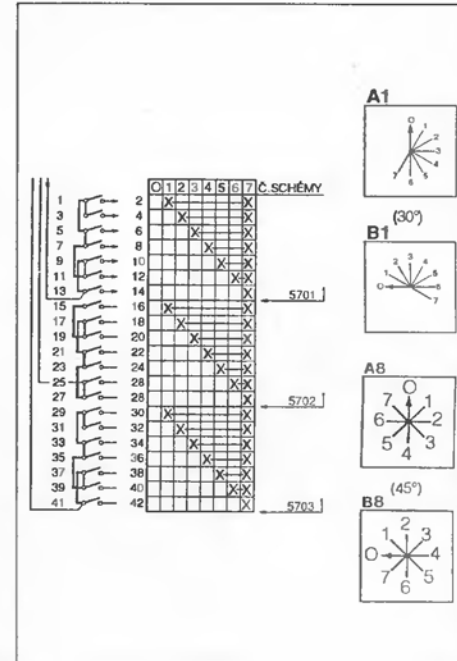 O 1 2 3 4 5 6 7 Č.SCHÉMY
1 2 X X
3 4 X X
5 6 X X
7 8 X X
9 10 X X
11 12 X X
13 14 X
5701
15 16 X X
17 18 X X
19 20 X X
21 22 X X
23 24 X X
25 28 X X
27 28 X
5702
29 30 X X
31 32 X X
33 34 X X
35 36 X X
37 38 X X
39 40 X X
41 42 X
5703
A1
O 1 2 3 4 5 6 7
(30°)
B1
O 1 2 3 4 5 6 7
A8
O 1 2 3 4 5 6 7
(45°)
B8
O 1 2 3 4 5 6 7